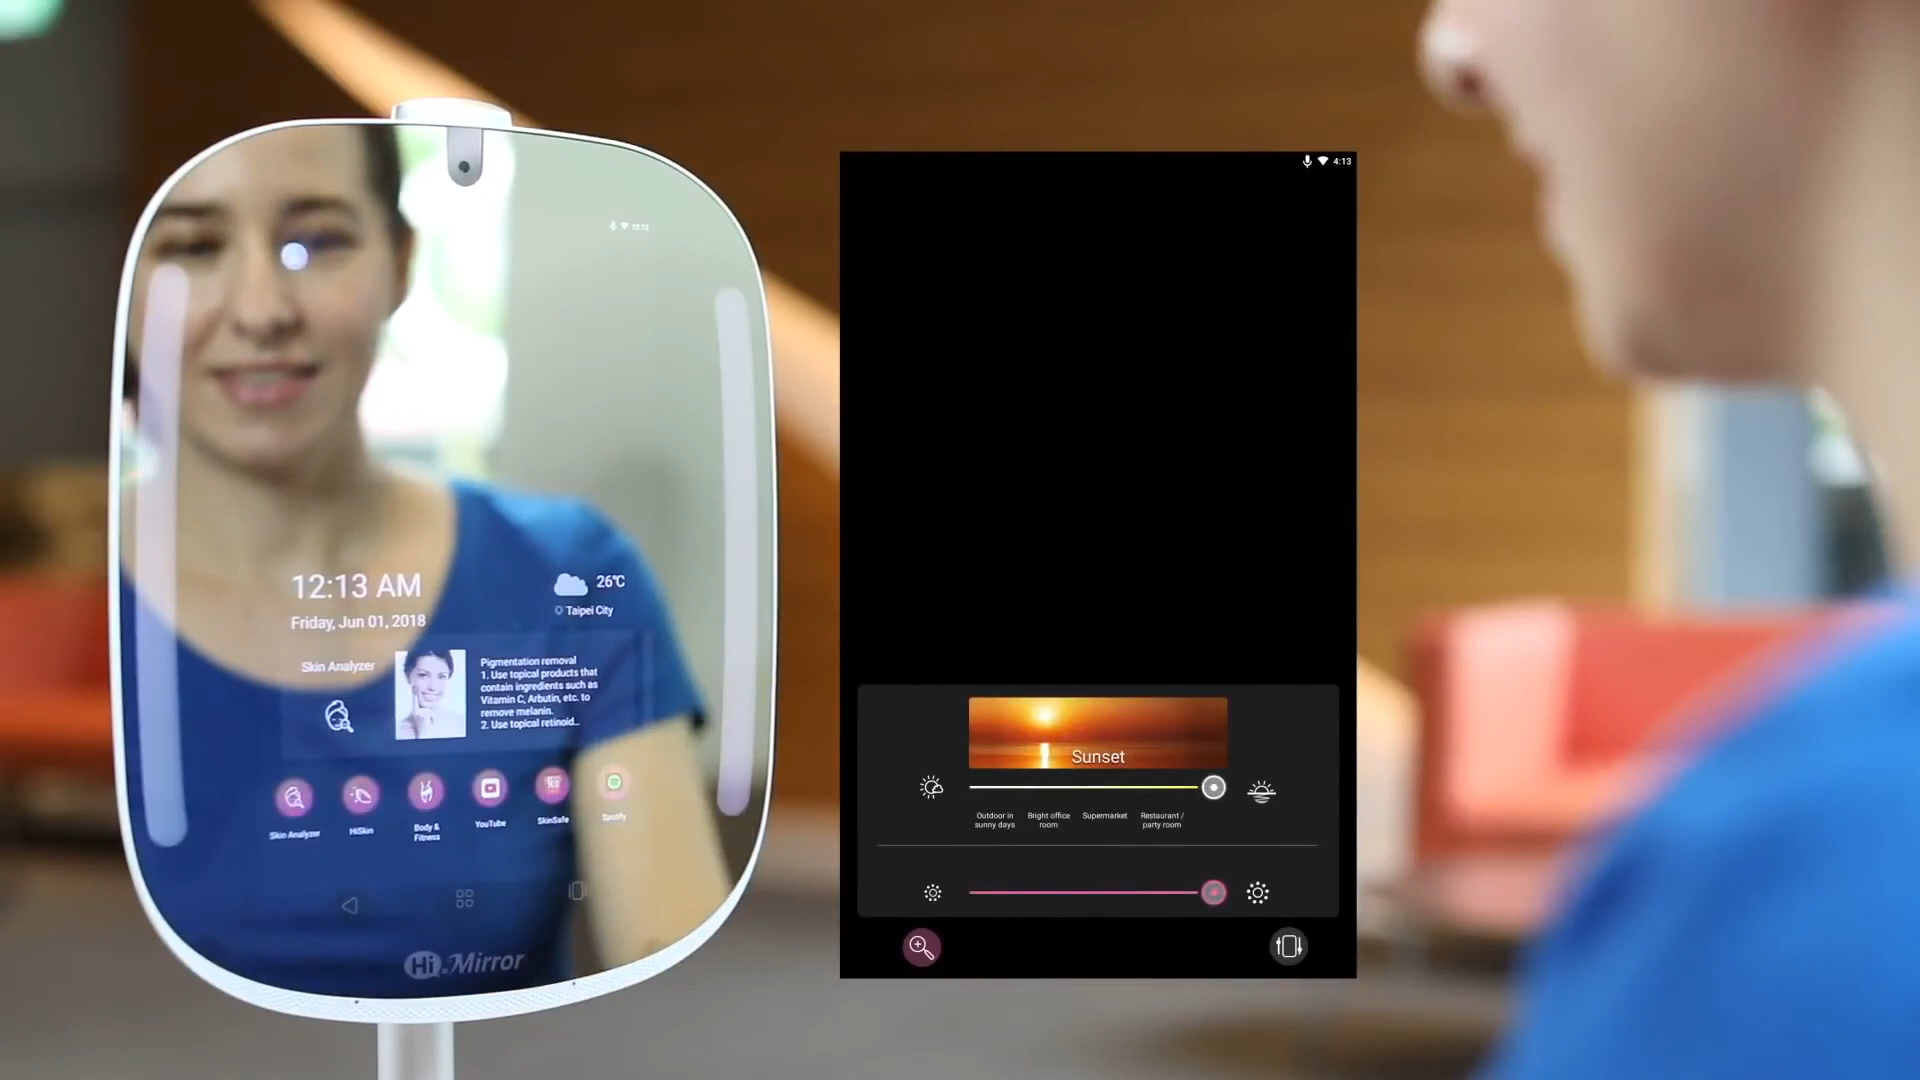 12:13 AM
Friday, Jun 01, 2018
26°C
Taipei City
Skin Analyzer
Pigmentation removal
1. Use topical products that
contain ingredients such as
Vitamin C, Arbutin, etc. to
remove melanin.
2. Use topical retinoid...
Skin Analyzer
HiSkin
Body &
Fitness
YouTube
SkinSafe
Spotify
Hi Mirror
4:13
Sunset
Outdoor in
sunny days
Bright office
room
Supermarket
Restaurant /
party room